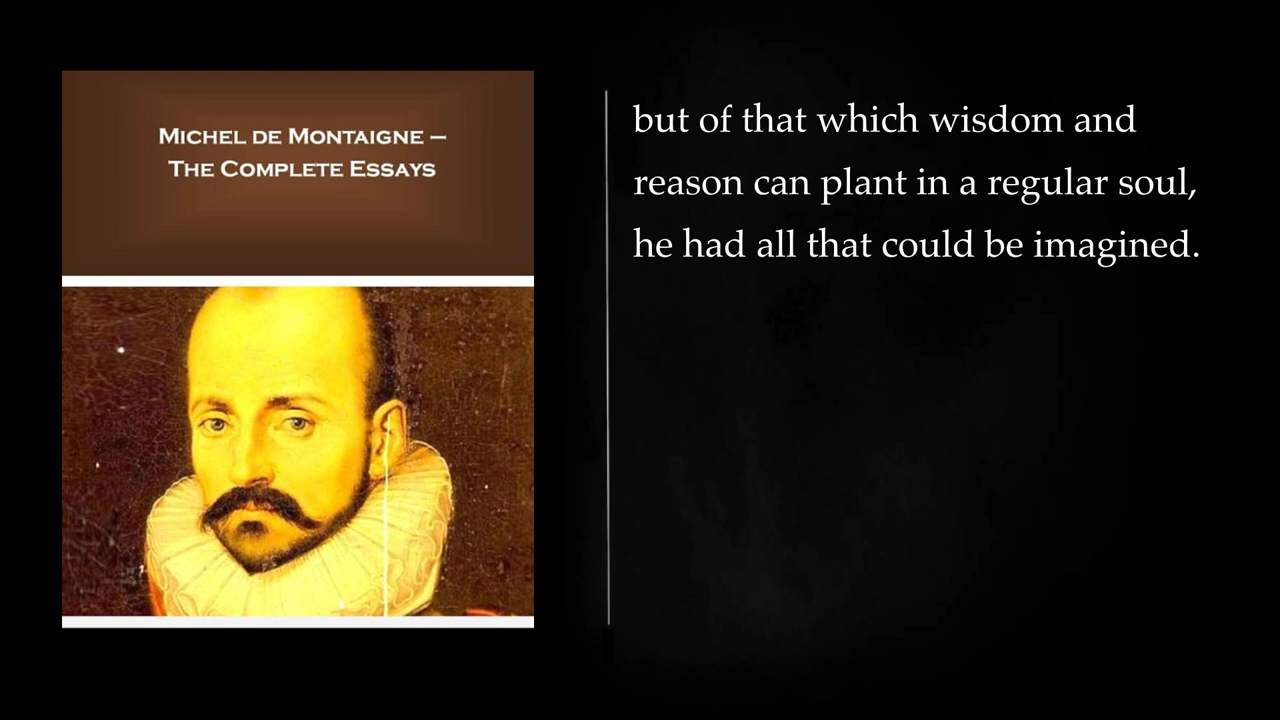 MICHEL DE MONTAIGNE –
THE COMPLETE ESSAYS
but of that which wisdom and
reason can plant in a regular soul,
he had all that could be imagined.